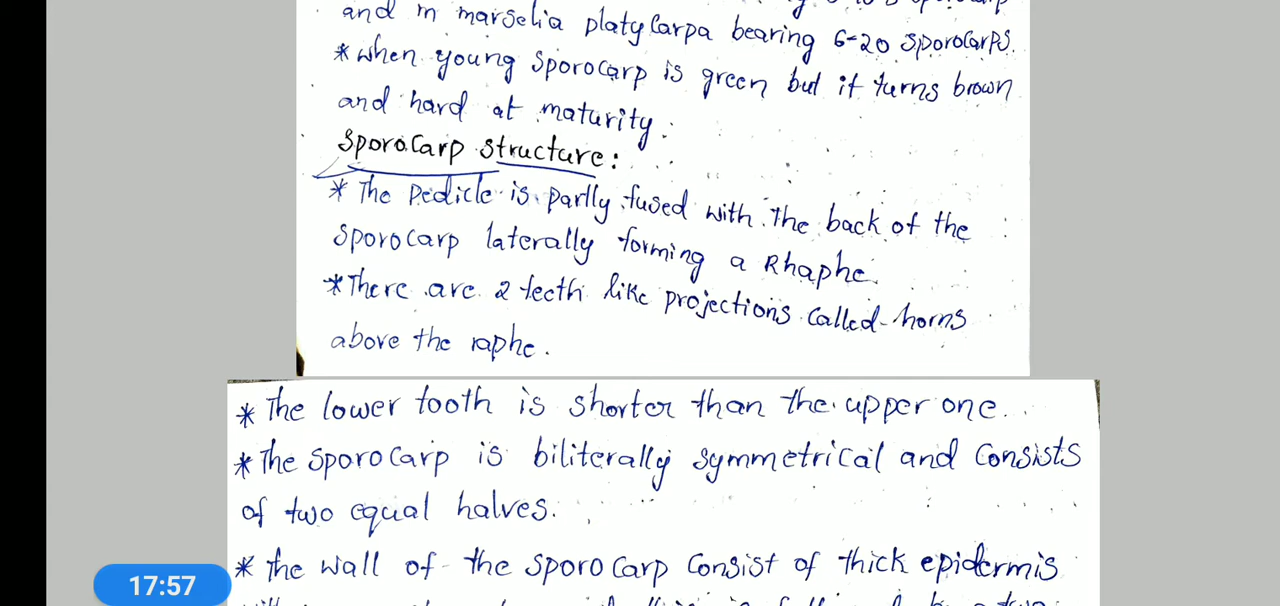 and in marselia platycarpa bearing 6-20 sporocarps.
*when young sporocarp is green but it turns brown
and hard at maturity.
Sporocarp structure:
* The Pedicle is partly fused with the back of the
sporocarp laterally forming a Rhaphe.
*There are 2 teeth like projections called horns
above the raphe.
* The lower tooth is shorter than the upper one.
* The sporocarp is biliterally symmetrical and consists
of two equal halves.
* The wall of the sporocarp consist of thick epidermis
17:57